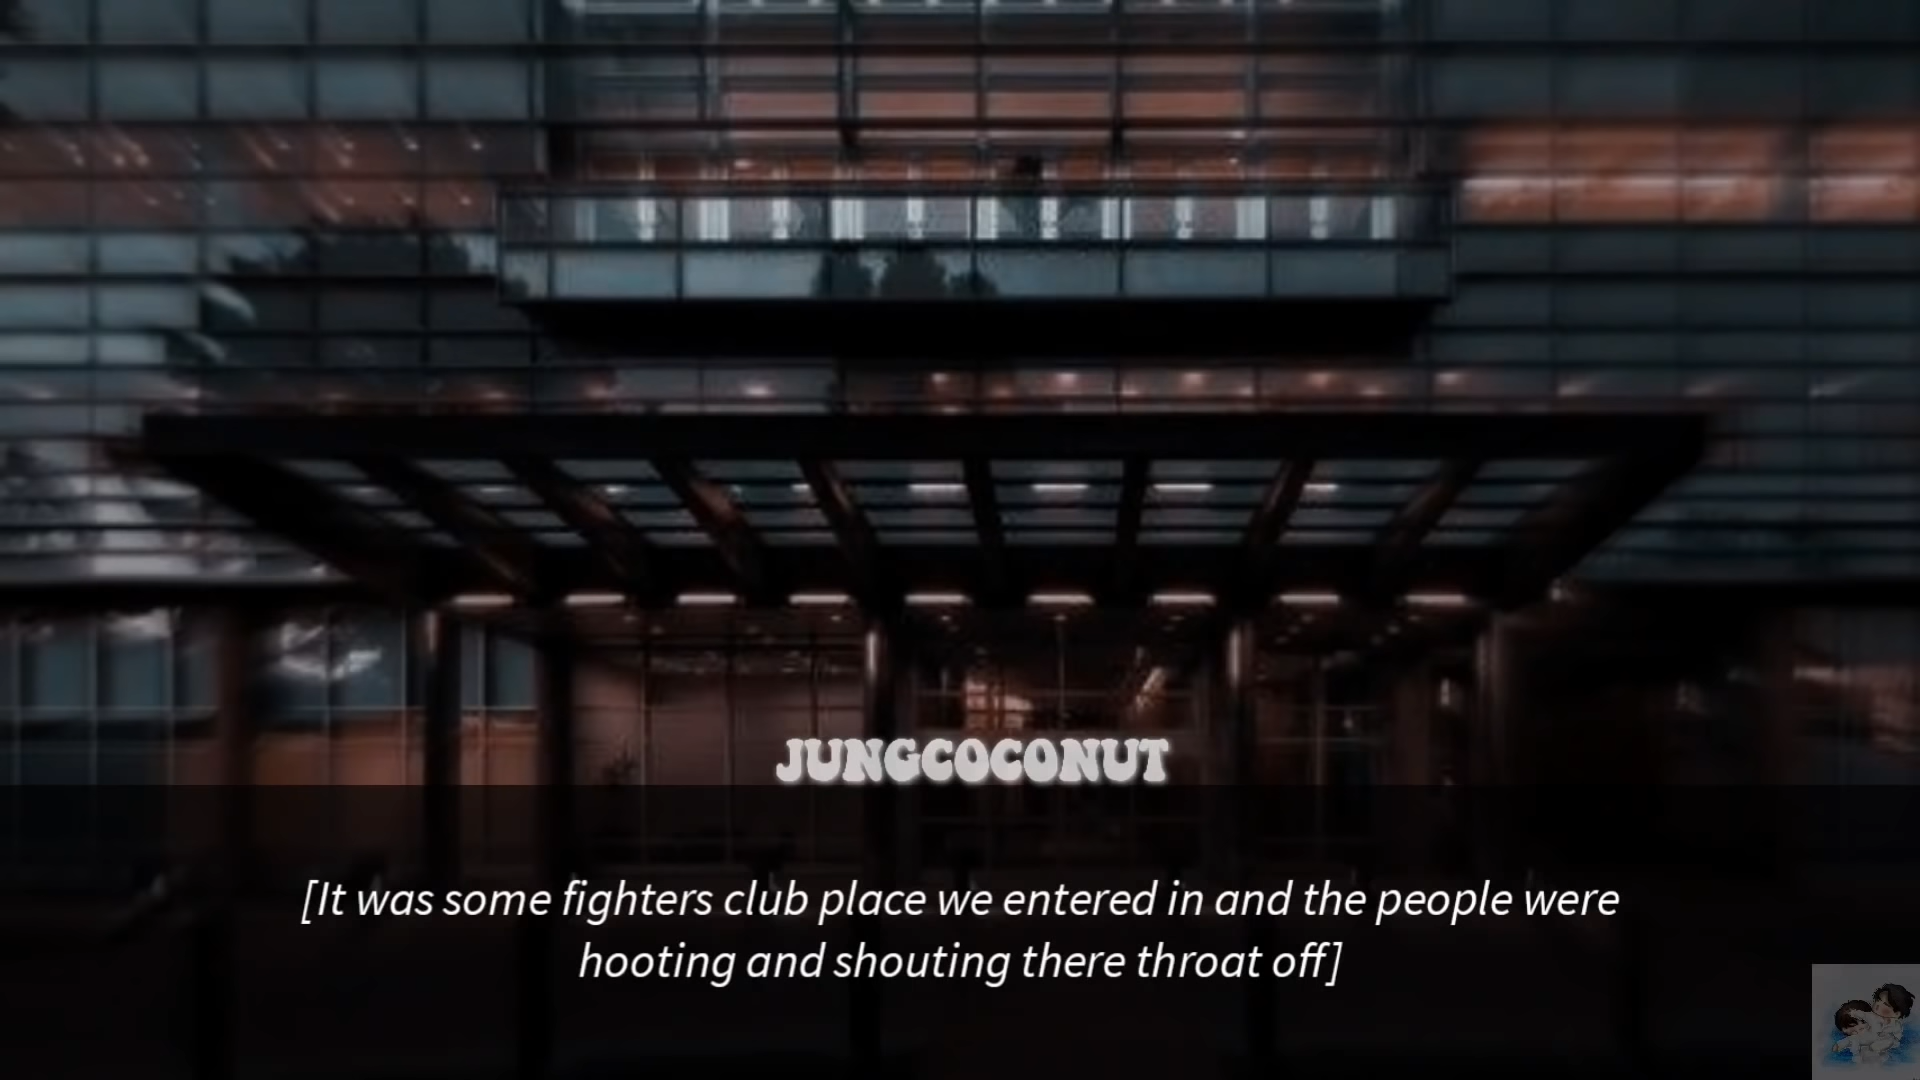 JUNGCOCONUT
[It was some fighters club place we entered in and the people were
hooting and shouting there throat off]